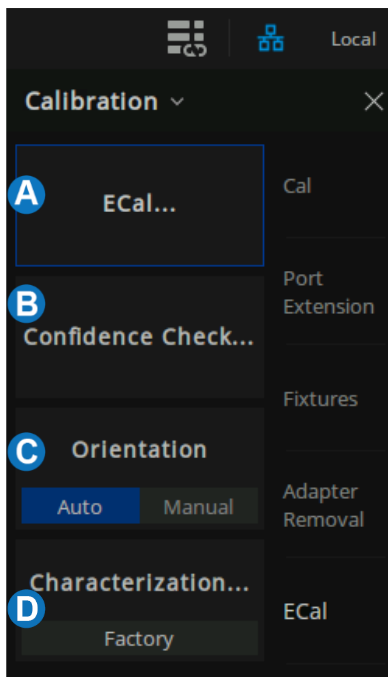 Local
Calibration
A
ECal...
B
Confidence Check...
C
Orientation
Auto Manual
D
Characterization...
Factory
Cal
Port
Extension
Fixtures
Adapter
Removal
ECal